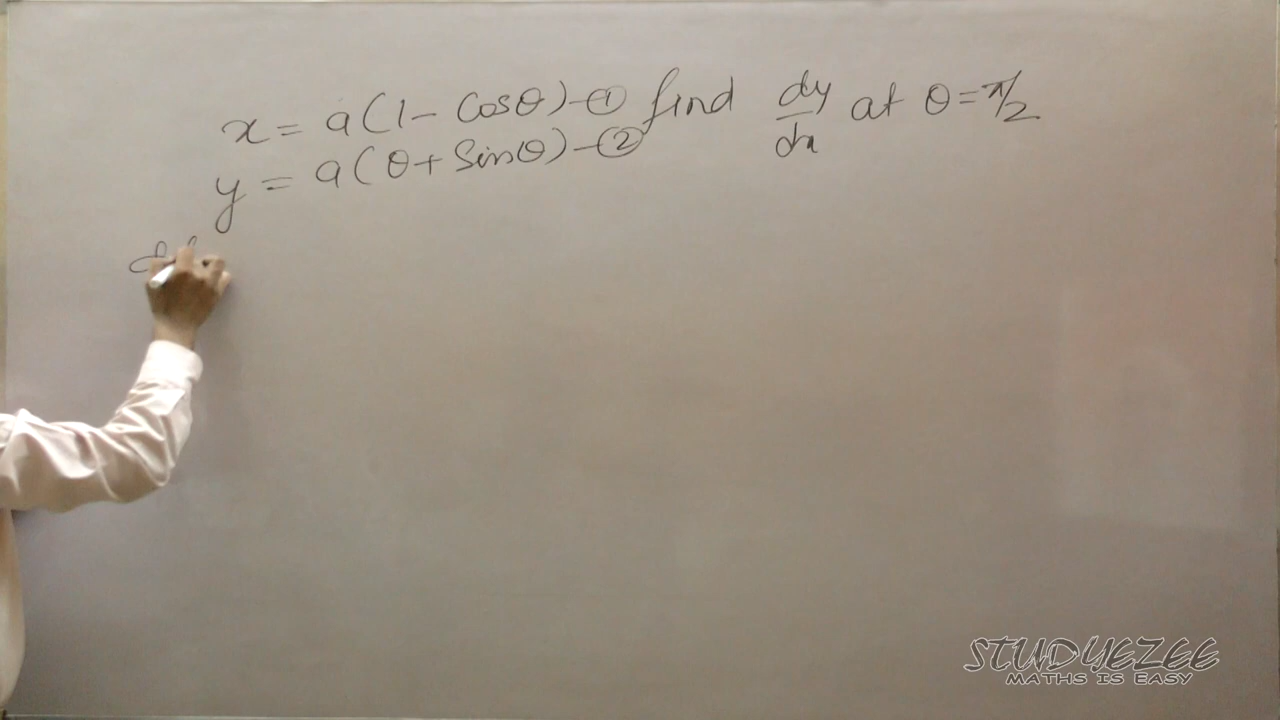 x = a(1 - Cosθ) - ① find dy/dx at θ = π/2
y = a(θ + Sinθ) - ②
STUDYEZEE
MATHS IS EASY